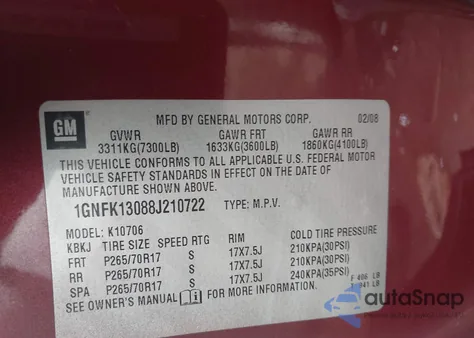 GM
MFD BY GENERAL MOTORS CORP. 02/08
GVWR GAWR FRT GAWR RR
3311KG(7300LB) 1633KG(3600LB) 1860KG(4100LB)
THIS VEHICLE CONFORMS TO ALL APPLICABLE U.S. FEDERAL MOTOR
VEHICLE SAFETY STANDARDS IN EFFECT ON THE DATE OF
MANUFACTURE SHOWN ABOVE.
1GNFK13088J210722 TYPE: M.P.V.
MODEL: K10706
KBKJ TIRE SIZE SPEED RTG RIM COLD TIRE PRESSURE
FRT P265/70R17 S 17X7.5J 210KPA(30PSI)
RR P265/70R17 S 17X7.5J 210KPA(30PSI)
SPA P265/70R17 S 17X7.5J 240KPA(35PSI)
SEE OWNER'S MANUAL FOR MORE INFORMATION.
autoSnap